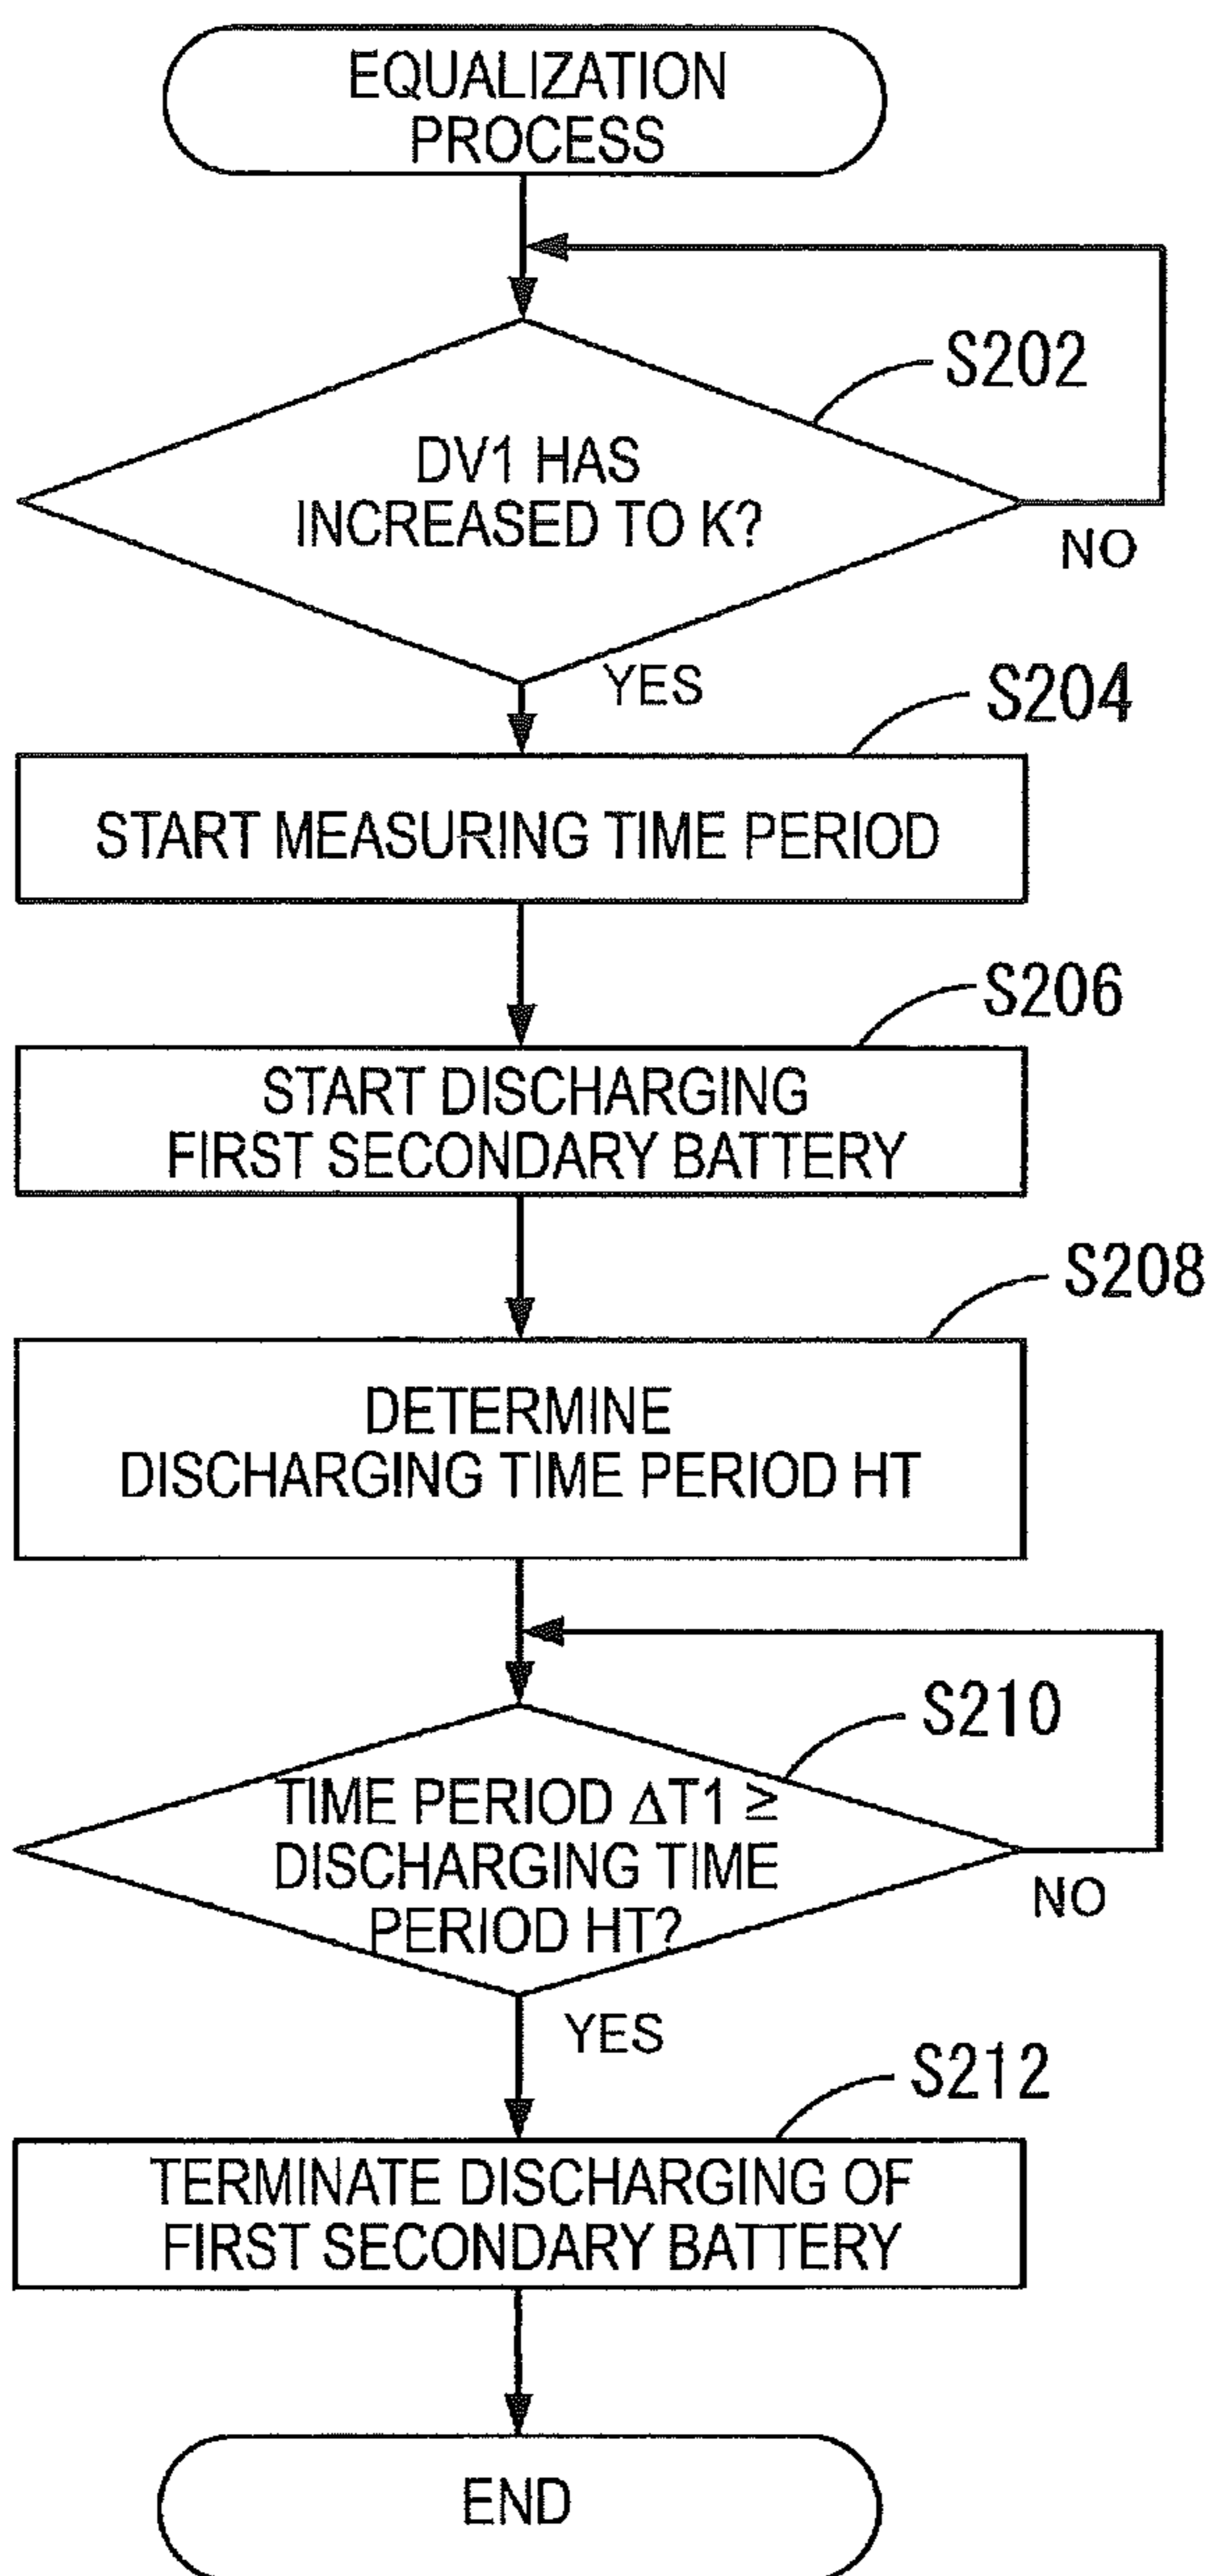 EQUALIZATION
PROCESS
S202
DV1 HAS
INCREASED TO K?
NO
YES
S204
START MEASURING TIME PERIOD
S206
START DISCHARGING
FIRST SECONDARY BATTERY
S208
DETERMINE
DISCHARGING TIME PERIOD HT
S210
TIME PERIOD ΔT1 ≥
DISCHARGING TIME
PERIOD HT?
NO
YES
S212
TERMINATE DISCHARGING OF
FIRST SECONDARY BATTERY
END